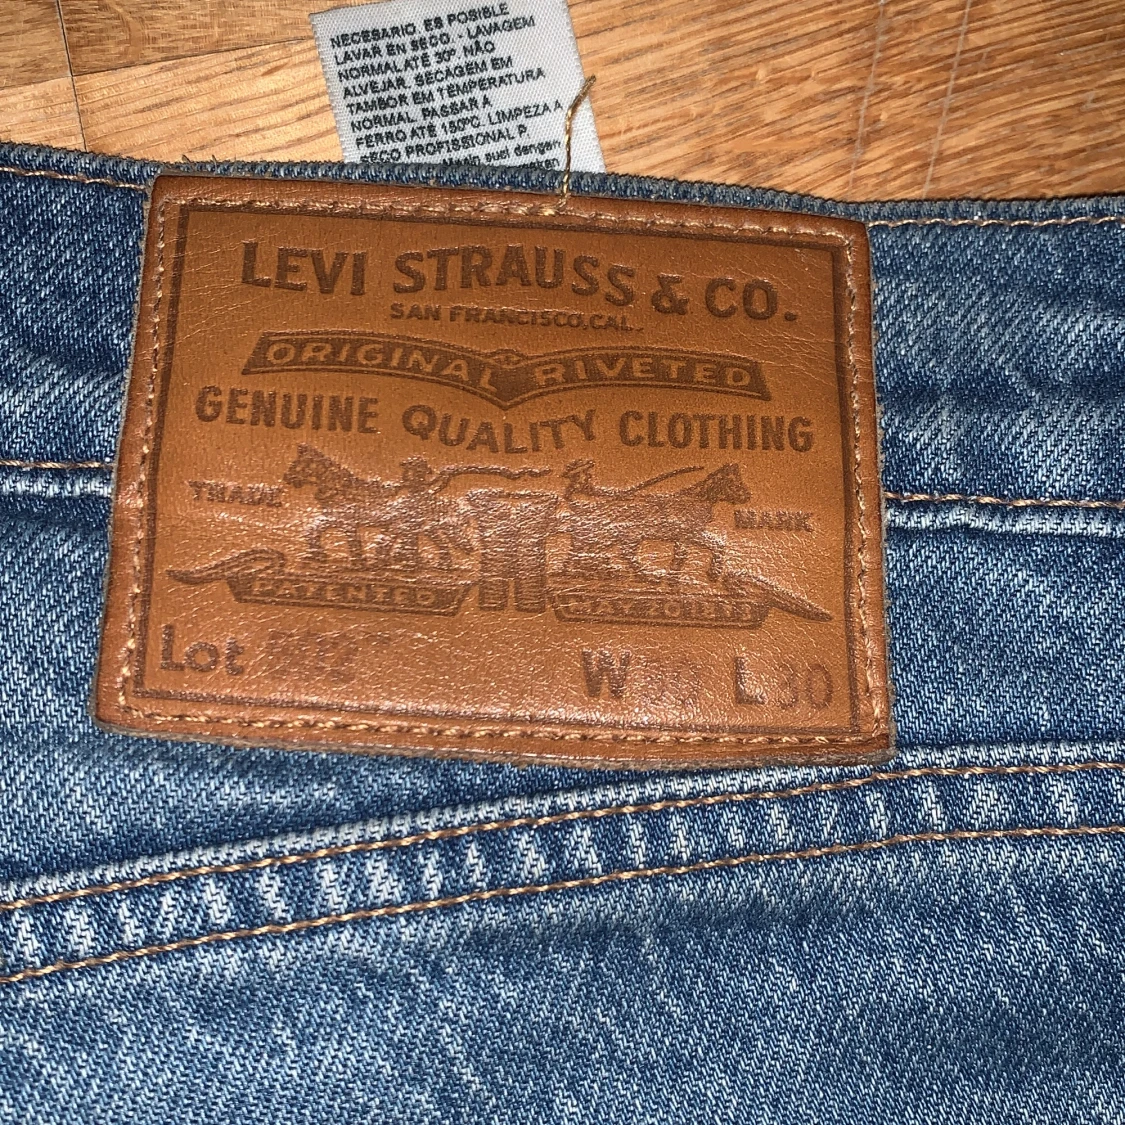 NECESARIO. ES POSIBLE
LAVAR EN SECO - LAVAGEM
NORMAL ATÉ 30° NÃO
ALVEJAR. SECAGEM EM
TAMBOR EM TEMPERATURA
NORMAL. PASSAR A
FERRO ATÉ 150ºC. LIMPEZA A
SECO PROFISSIONAL P
LEVI STRAUSS & CO.
SAN FRANCISCO, CAL.
ORIGINAL RIVETED
GENUINE QUALITY CLOTHING
TRADE MARK
PATENTED MAY 20 1873
Lot
W L 30